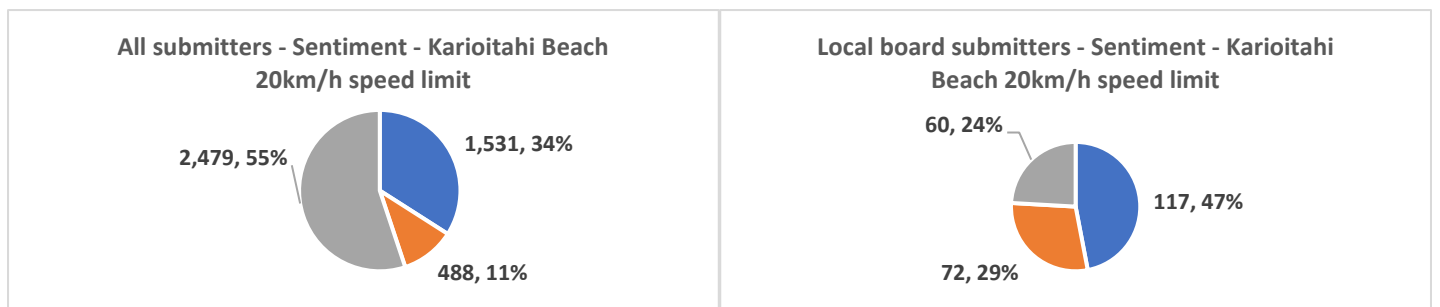 All submitters - Sentiment - Karioitahi Beach
20km/h speed limit
2,479, 55%
1,531, 34%
488, 11%
Local board submitters - Sentiment - Karioitahi
Beach 20km/h speed limit
60, 24%
117, 47%
72, 29%